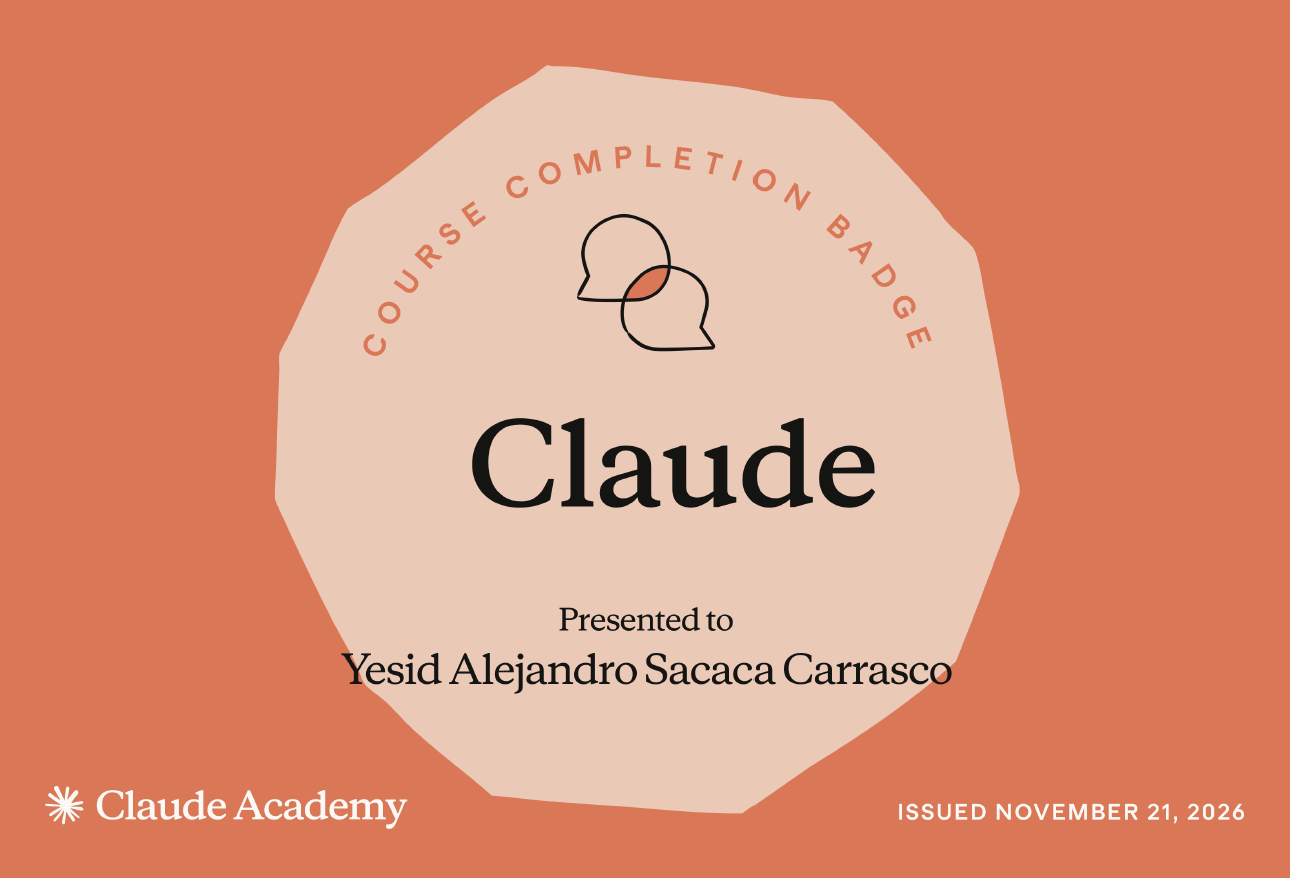 COURSE COMPLETION BADGE
Claude
Presented to
Yesid Alejandro Sacaca Carrasco
Claude Academy
ISSUED NOVEMBER 21, 2026